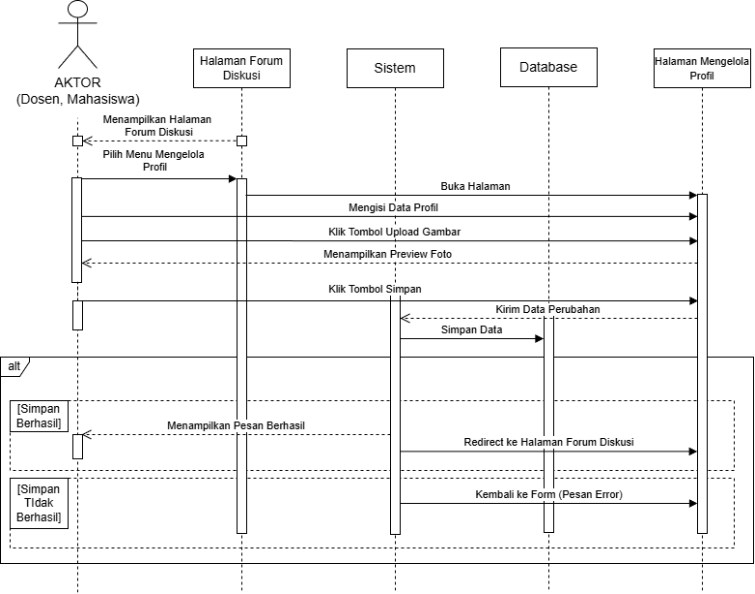 Halaman Forum
Diskusi
Sistem
Database
Halaman Mengelola
Profil
AKTOR
(Dosen, Mahasiswa)
Menampilkan Halaman
Forum Diskusi
Pilih Menu Mengelola
Profil
Buka Halaman
Mengisi Data Profil
Klik Tombol Upload Gambar
Menampilkan Preview Foto
Klik Tombol Simpan
Kirim Data Perubahan
Simpan Data
alt
[Simpan
Berhasil]
Menampilkan Pesan Berhasil
Redirect ke Halaman Forum Diskusi
[Simpan
TIdak
Berhasil]
Kembali ke Form (Pesan Error)